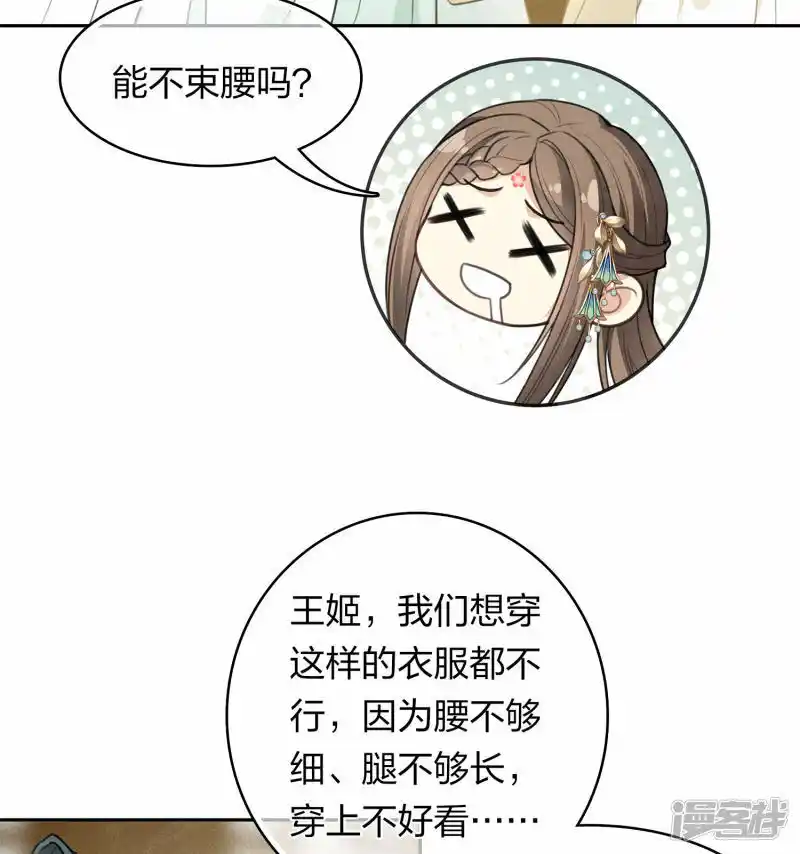 能不束腰吗？
王姬，我们想穿
这样的衣服都不
行，因为腰不够
细、腿不够长，
穿上不好看……
漫客栈